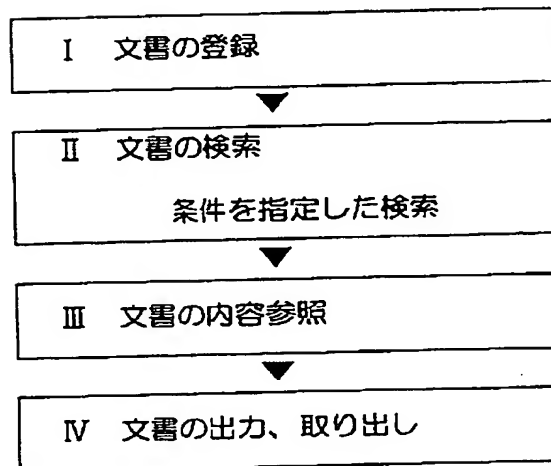 Ⅰ 文書の登録
Ⅱ 文書の検索
条件を指定した検索
Ⅲ 文書の内容参照
Ⅳ 文書の出力、取り出し